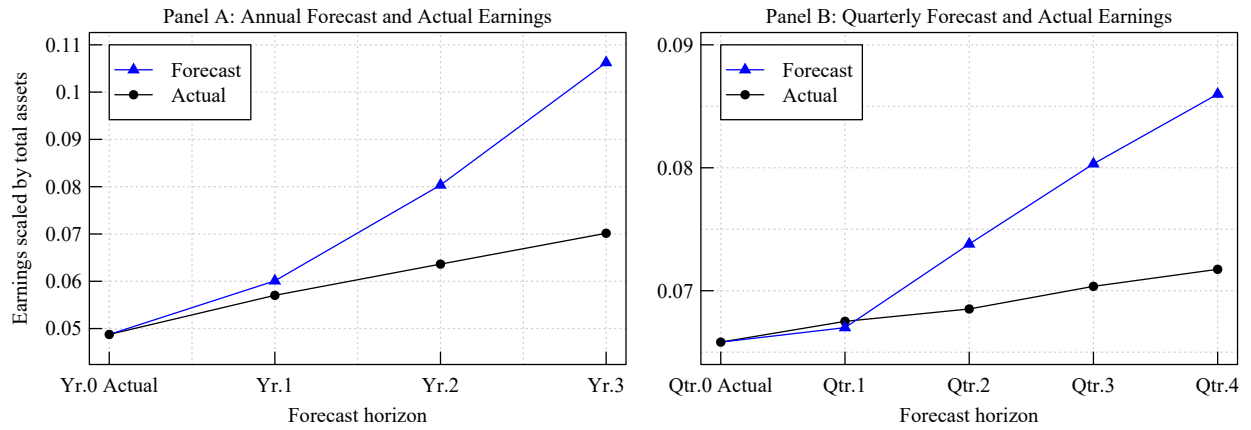 Panel A: Annual Forecast and Actual Earnings
Earnings scaled by total assets
0.11
0.1
0.09
0.08
0.07
0.06
0.05
Forecast
Actual
Yr.0 Actual Yr.1 Yr.2 Yr.3
Forecast horizon
Panel B: Quarterly Forecast and Actual Earnings
0.09
0.08
0.07
Forecast
Actual
Qtr.0 Actual Qtr.1 Qtr.2 Qtr.3 Qtr.4
Forecast horizon